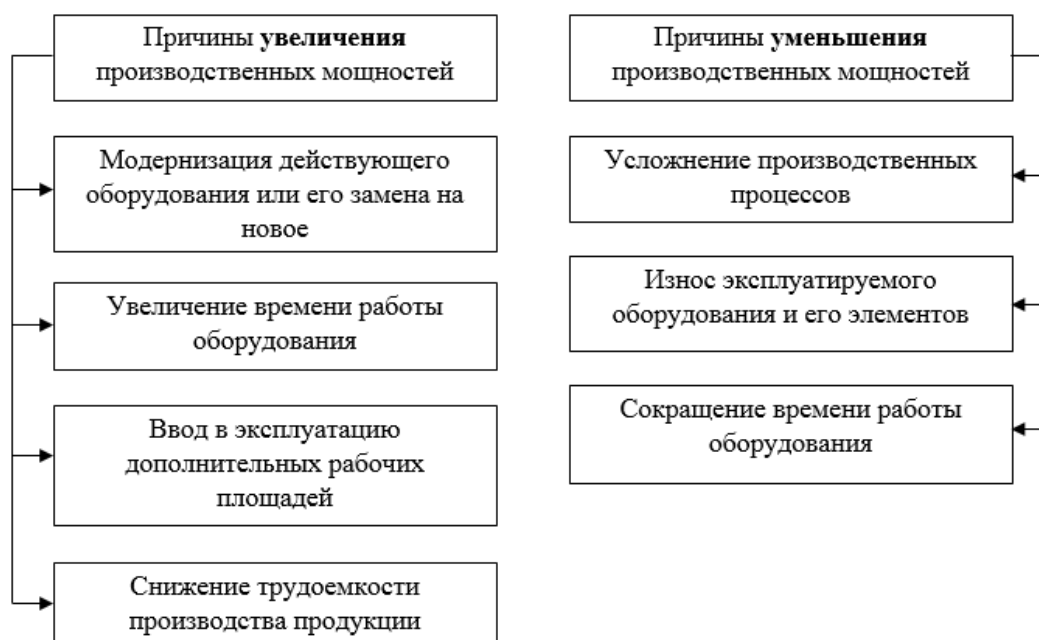 Причины увеличения
производственных мощностей
Модернизация действующего
оборудования или его замена на
новое
Увеличение времени работы
оборудования
Ввод в эксплуатацию
дополнительных рабочих
площадей
Снижение трудоемкости
производства продукции
Причины уменьшения
производственных мощностей
Усложнение производственных
процессов
Износ эксплуатируемого
оборудования и его элементов
Сокращение времени работы
оборудования